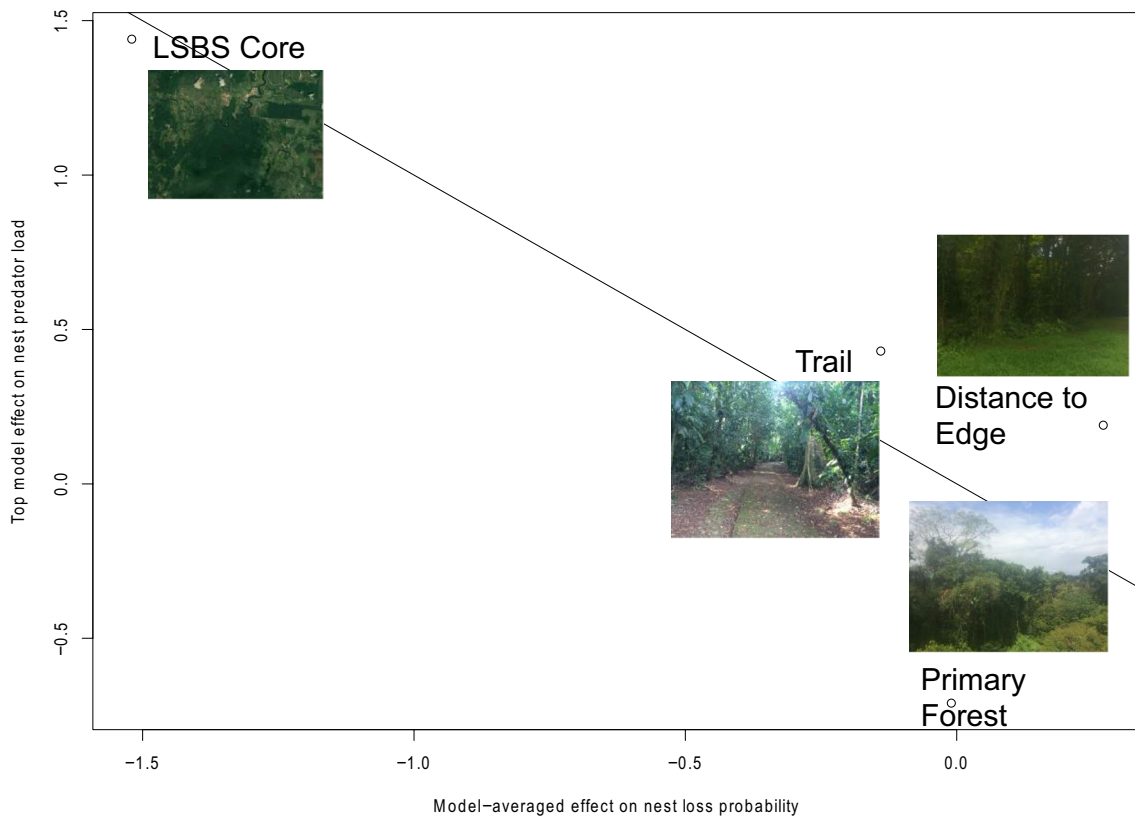 1.5
1.0
0.5
0.0
−0.5
Top model effect on nest predator load
LSBS Core
Trail
Distance to
Edge
Primary
Forest
−1.5
−1.0
−0.5
0.0
Model−averaged effect on nest loss probability